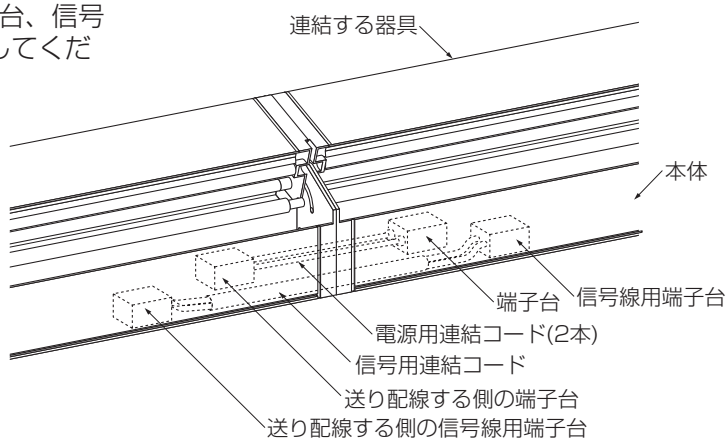 台、信号
してくだ
連結する器具
本体
端子台
信号線用端子台
電源用連結コード(2本)
信号用連結コード
送り配線する側の端子台
送り配線する側の信号線用端子台